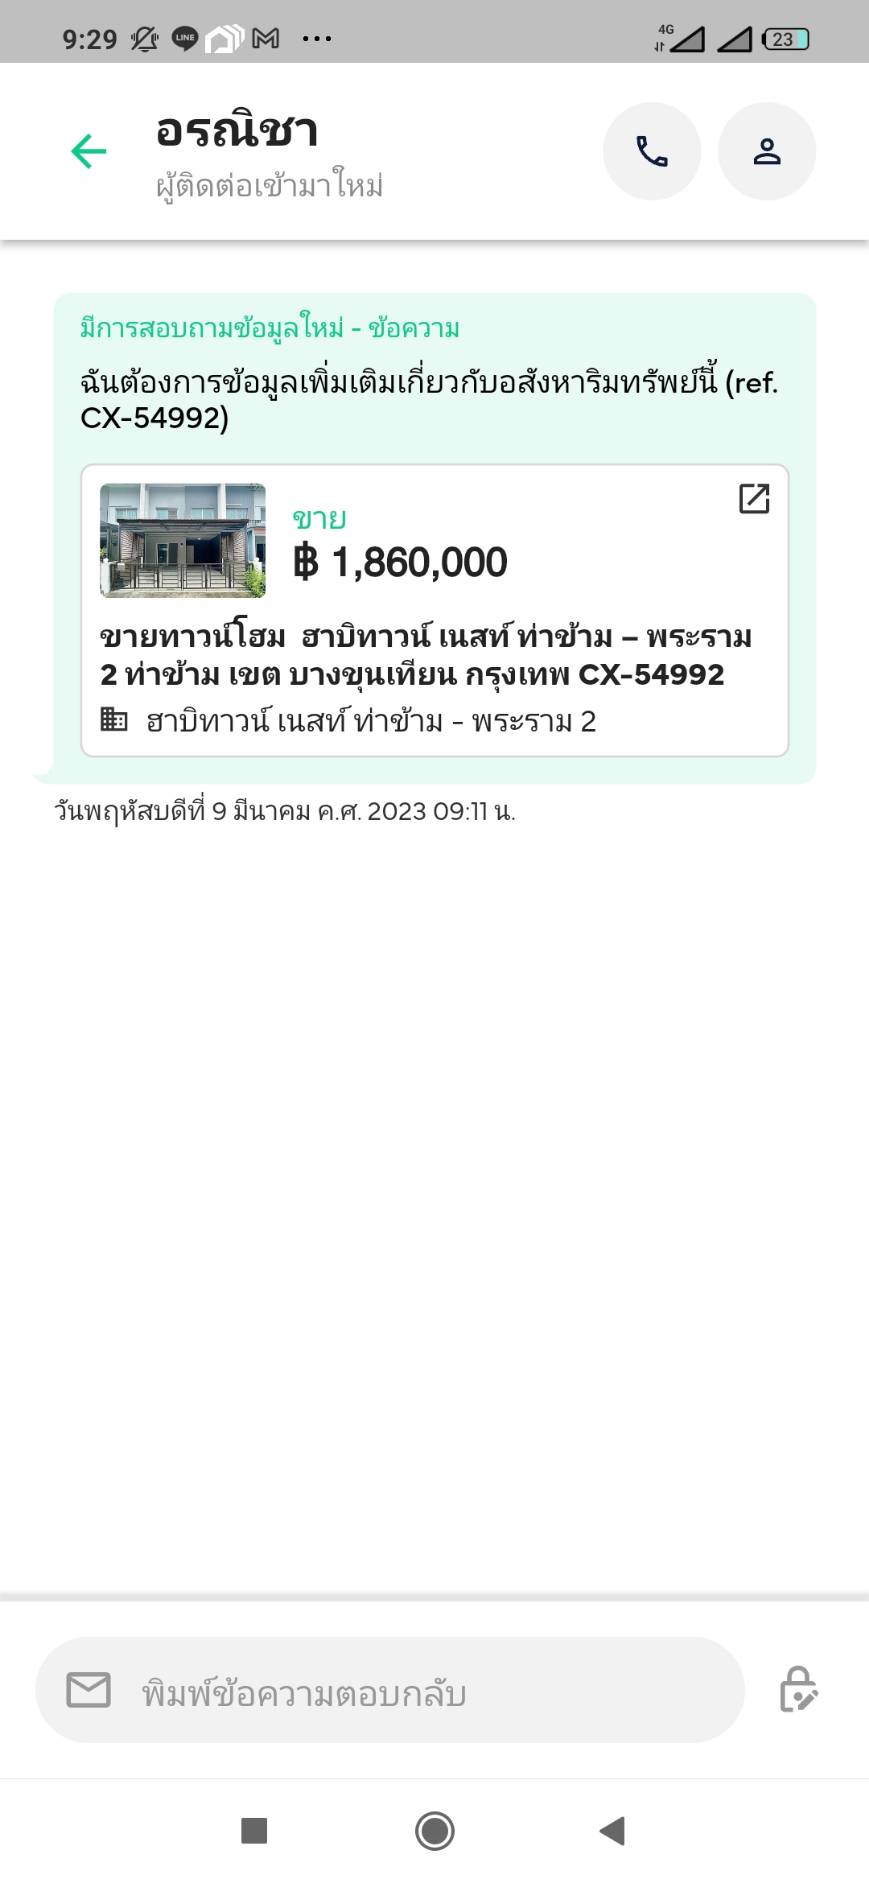 9:29 LINE ... 4G 23
อรณิชา
ผู้ติดต่อเข้ามาใหม่
มีการสอบถามข้อมูลใหม่ - ข้อความ
ฉันต้องการข้อมูลเพิ่มเติมเกี่ยวกับอสังหาริมทรัพย์นี้ (ref.
CX-54992)
ขาย
฿ 1,860,000
ขายทาวน์โฮม ฮาบิทาวน์ เนสท์ ท่าข้าม – พระราม
2 ท่าข้าม เขต บางขุนเทียน กรุงเทพ CX-54992
ฮาบิทาวน์ เนสท์ ท่าข้าม - พระราม 2
วันพฤหัสบดีที่ 9 มีนาคม ค.ศ. 2023 09:11 น.
พิมพ์ข้อความตอบกลับ